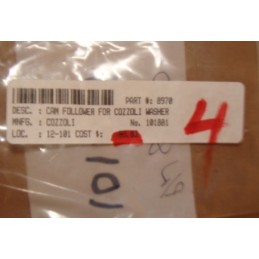 PART #: 8970
DESC. : CAM FOLLOWER FOR COZZOLI WASHER
MNFG. : COZZOLI No. 101881
LOC. : 12-101 COST $:
4
101